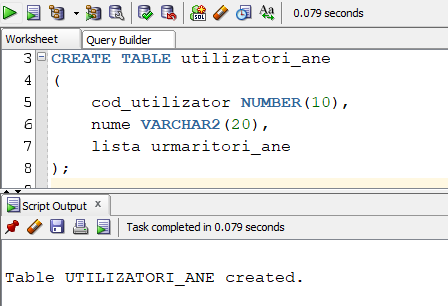 0.079 seconds
Worksheet Query Builder
3 CREATE TABLE utilizatori_ane
4 (
5 cod_utilizator NUMBER(10),
6 nume VARCHAR2(20),
7 lista urmaritori_ane
8 );
Script Output x
Task completed in 0.079 seconds
Table UTILIZATORI_ANE created.